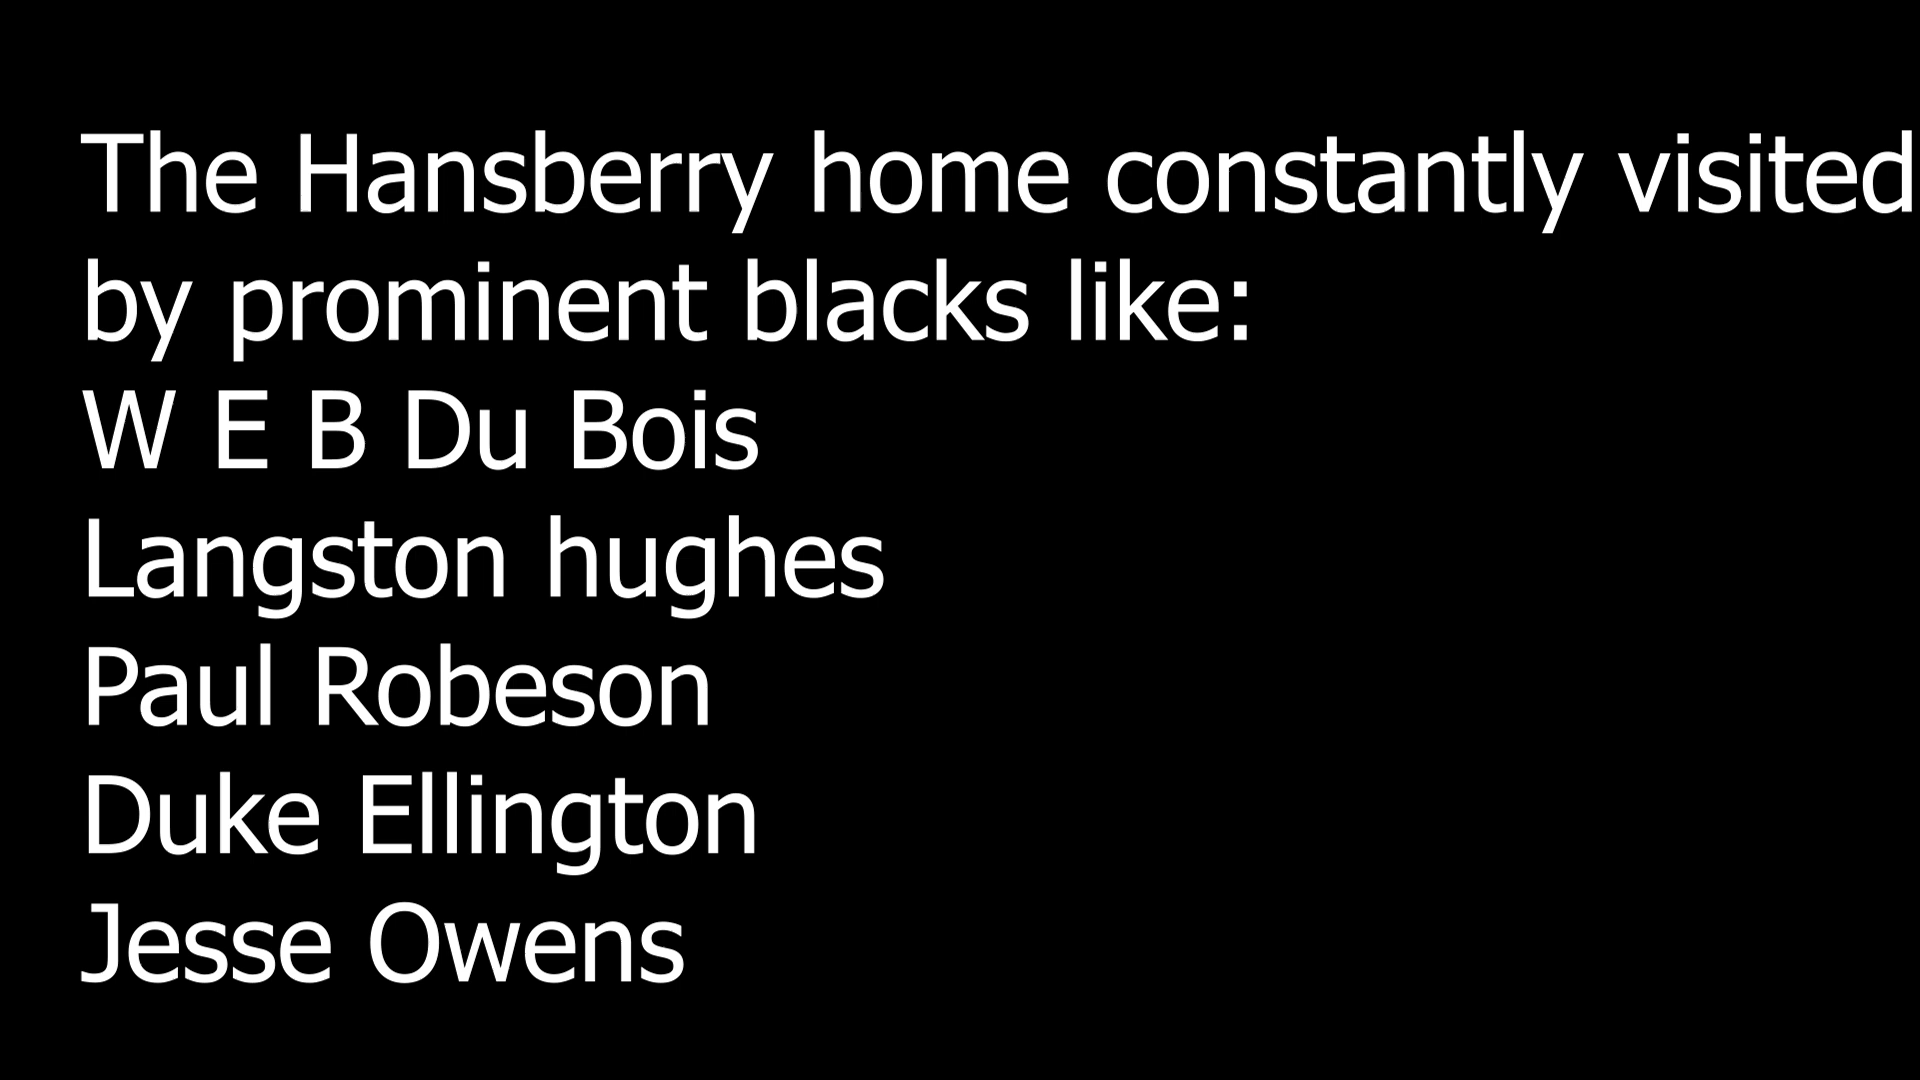 The Hansberry home constantly visited
by prominent blacks like:
W E B Du Bois
Langston hughes
Paul Robeson
Duke Ellington
Jesse Owens